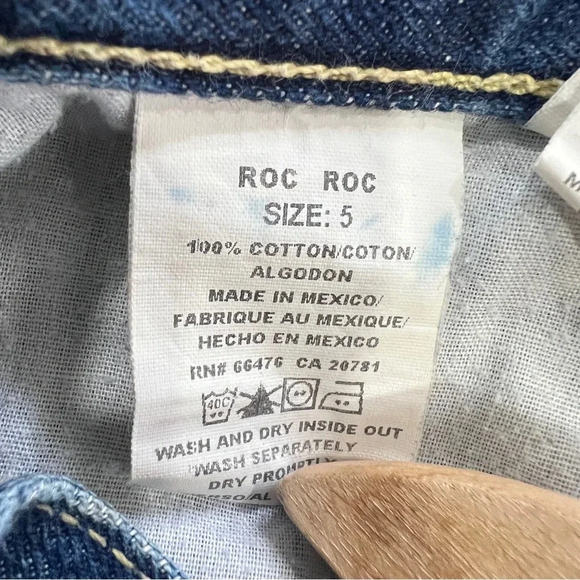 ROC ROC
SIZE: 5
100% COTTON/COTON/
ALGODON
MADE IN MEXICO/
FABRIQUE AU MEXIQUE/
HECHO EN MEXICO
RN# 66476 CA 20781
40C
WASH AND DRY INSIDE OUT
WASH SEPARATELY
DRY PROMPTLY
M